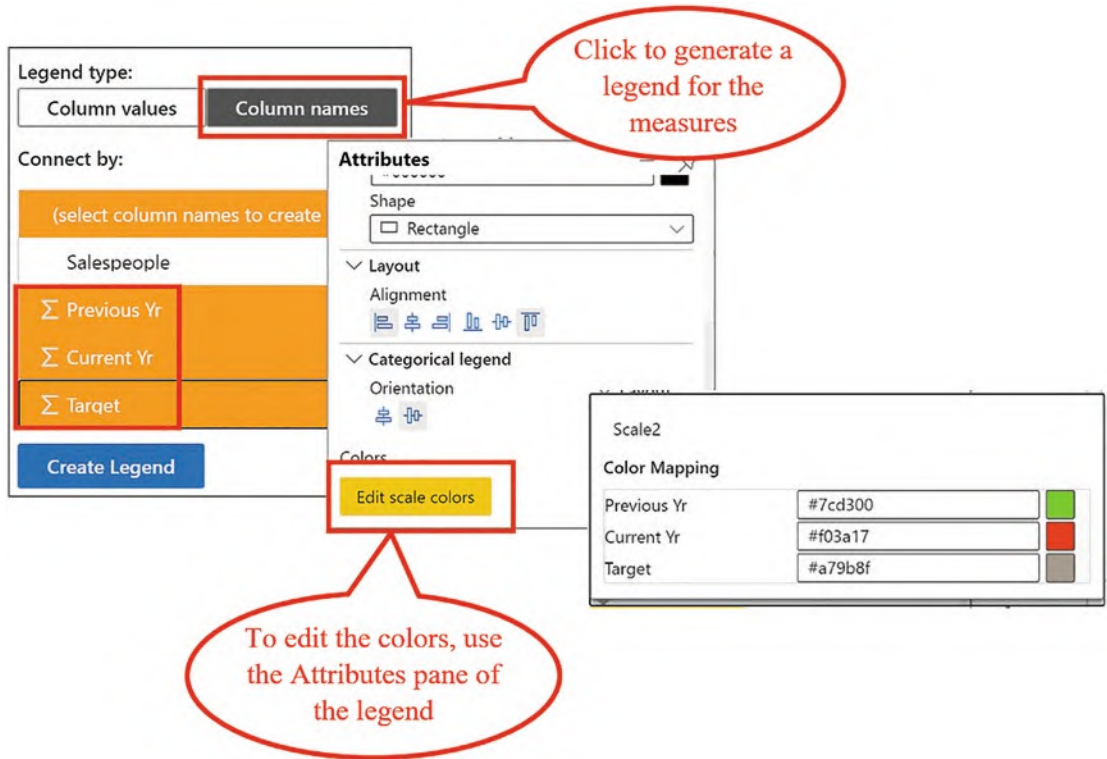 Click to generate a
legend for the
measures
Legend type:
Column values
Column names
Connect by:
(select column names to create
Salespeople
Σ Previous Yr
Σ Current Yr
Σ Target
Create Legend
Attributes
Shape
Rectangle
Layout
Alignment
Categorical legend
Orientation
Colors
Edit scale colors
Scale2
Color Mapping
Previous Yr #7cd300
Current Yr #f03a17
Target #a79b8f
To edit the colors, use
the Attributes pane of
the legend